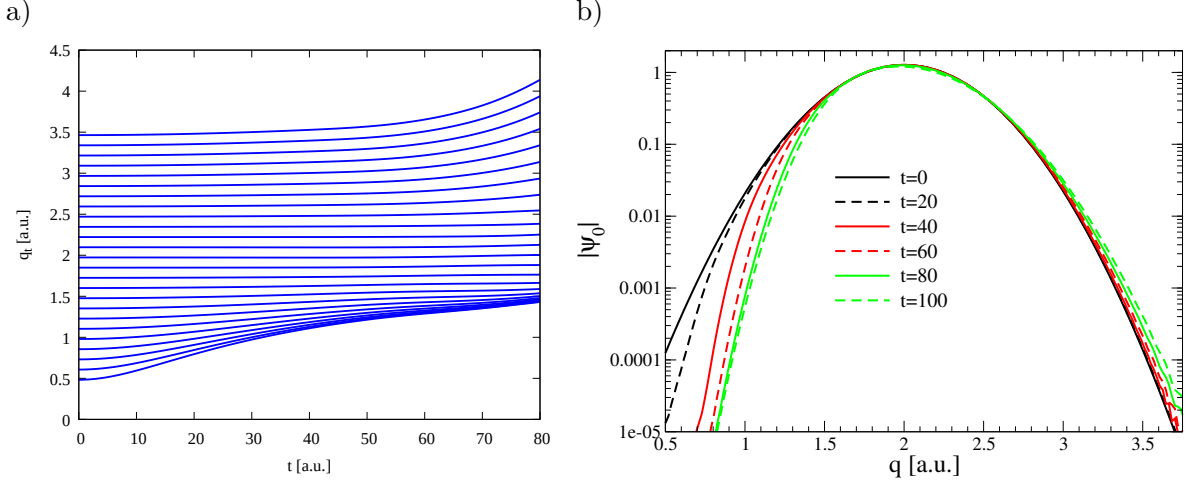 a)
4.5
4
3.5
3
2.5
2
1.5
1
0.5
0
qt [a.u.]
0 10 20 30 40 50 60 70 80
t [a.u.]
b)
1
0.1
0.01
0.001
0.0001
1e-05
|Ψ0|
t=0
t=20
t=40
t=60
t=80
t=100
0.5 1 1.5 2 2.5 3 3.5
q [a.u.]